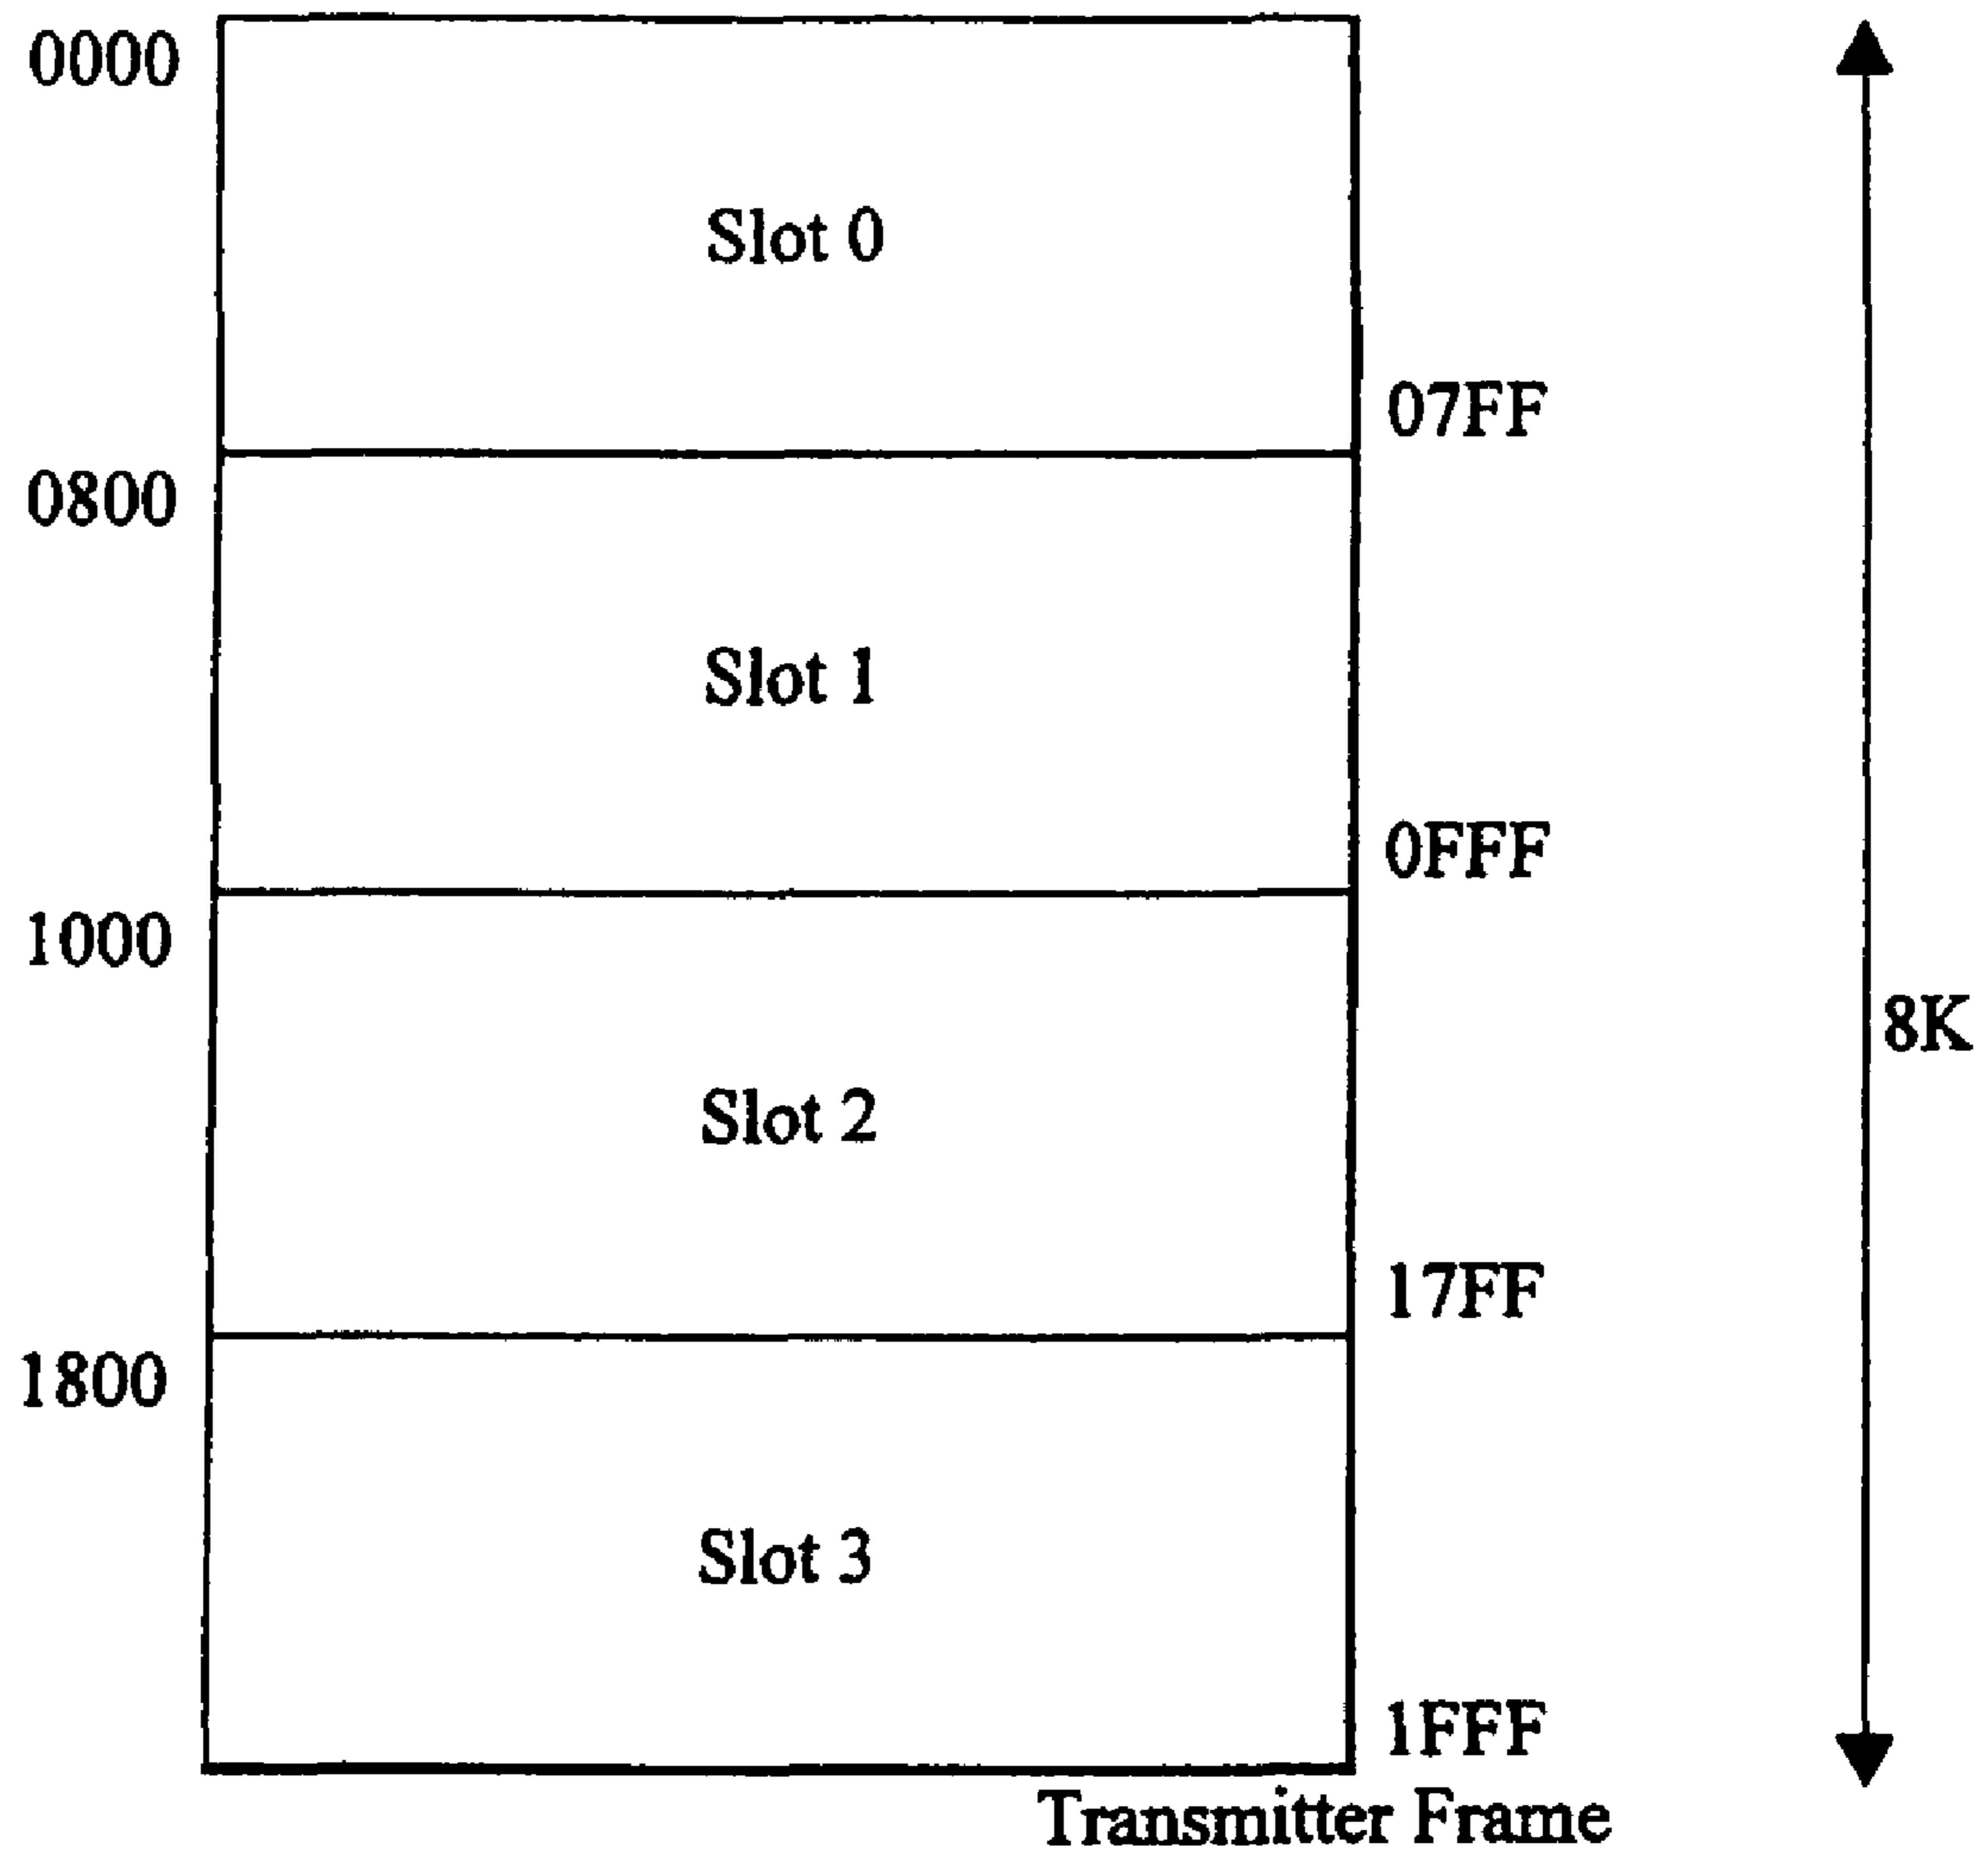 0000
Slot 0
07FF
0800
Slot 1
0FFF
1000
8K
Slot 2
17FF
1800
Slot 3
1FFF
Transmitter Frame